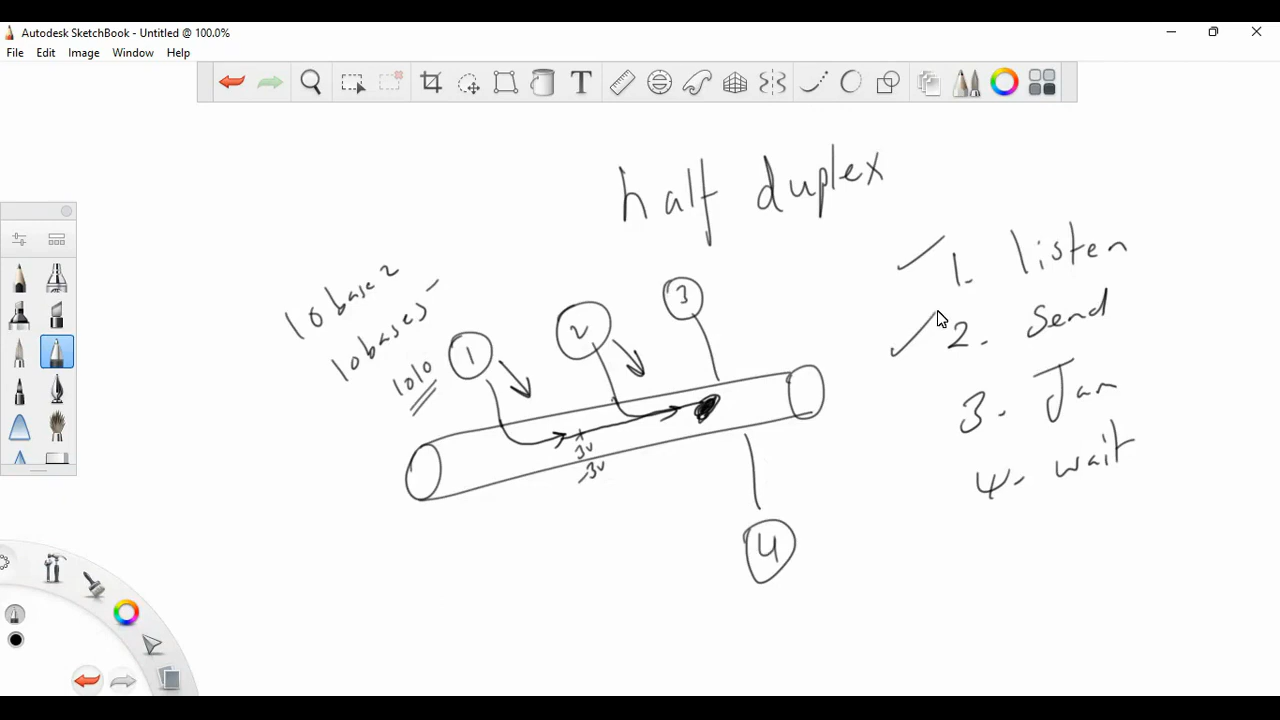 Autodesk SketchBook - Untitled @ 100.0%
File Edit Image Window Help
T
half duplex
1. listen
2. Send
3. Jam
4. wait
10base2
10base5
1010
1
2
3
+3v
-3v
4